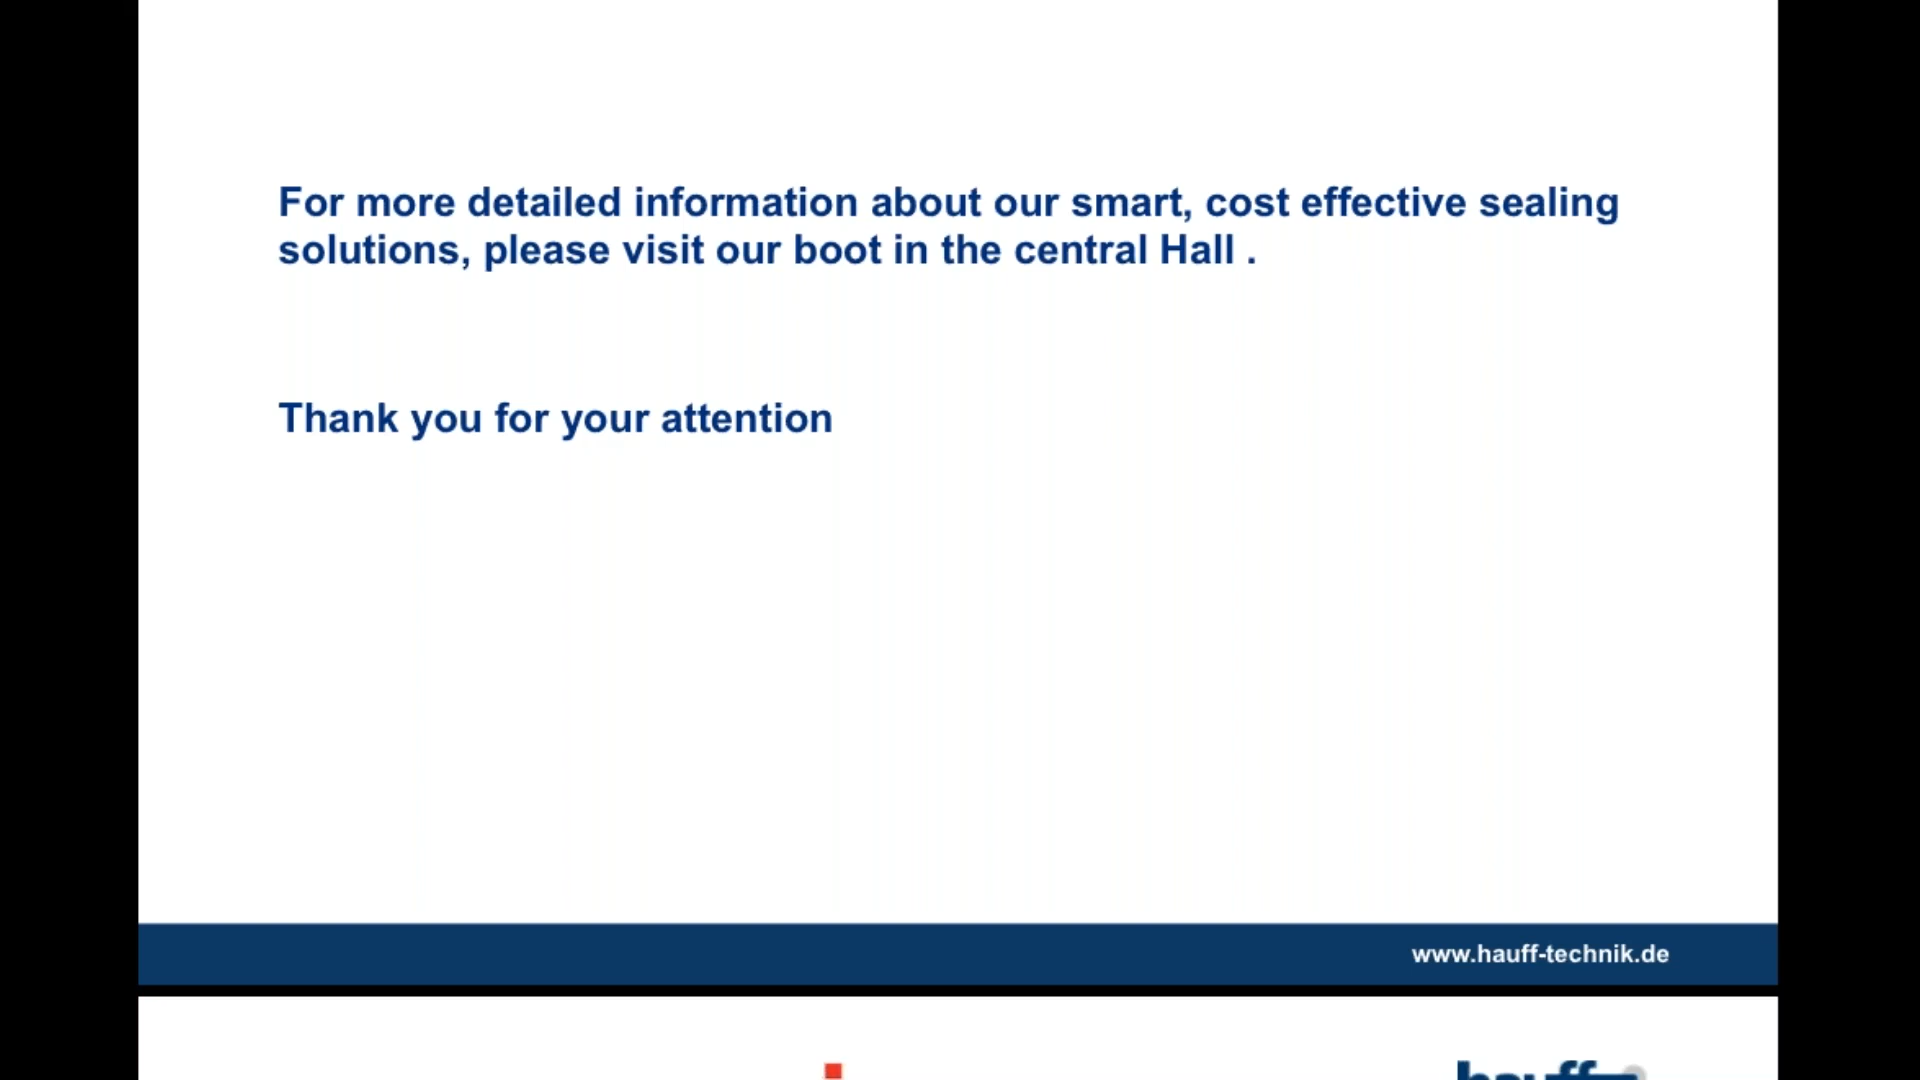 For more detailed information about our smart, cost effective sealing
solutions, please visit our boot in the central Hall .
Thank you for your attention
www.hauff-technik.de
hauff